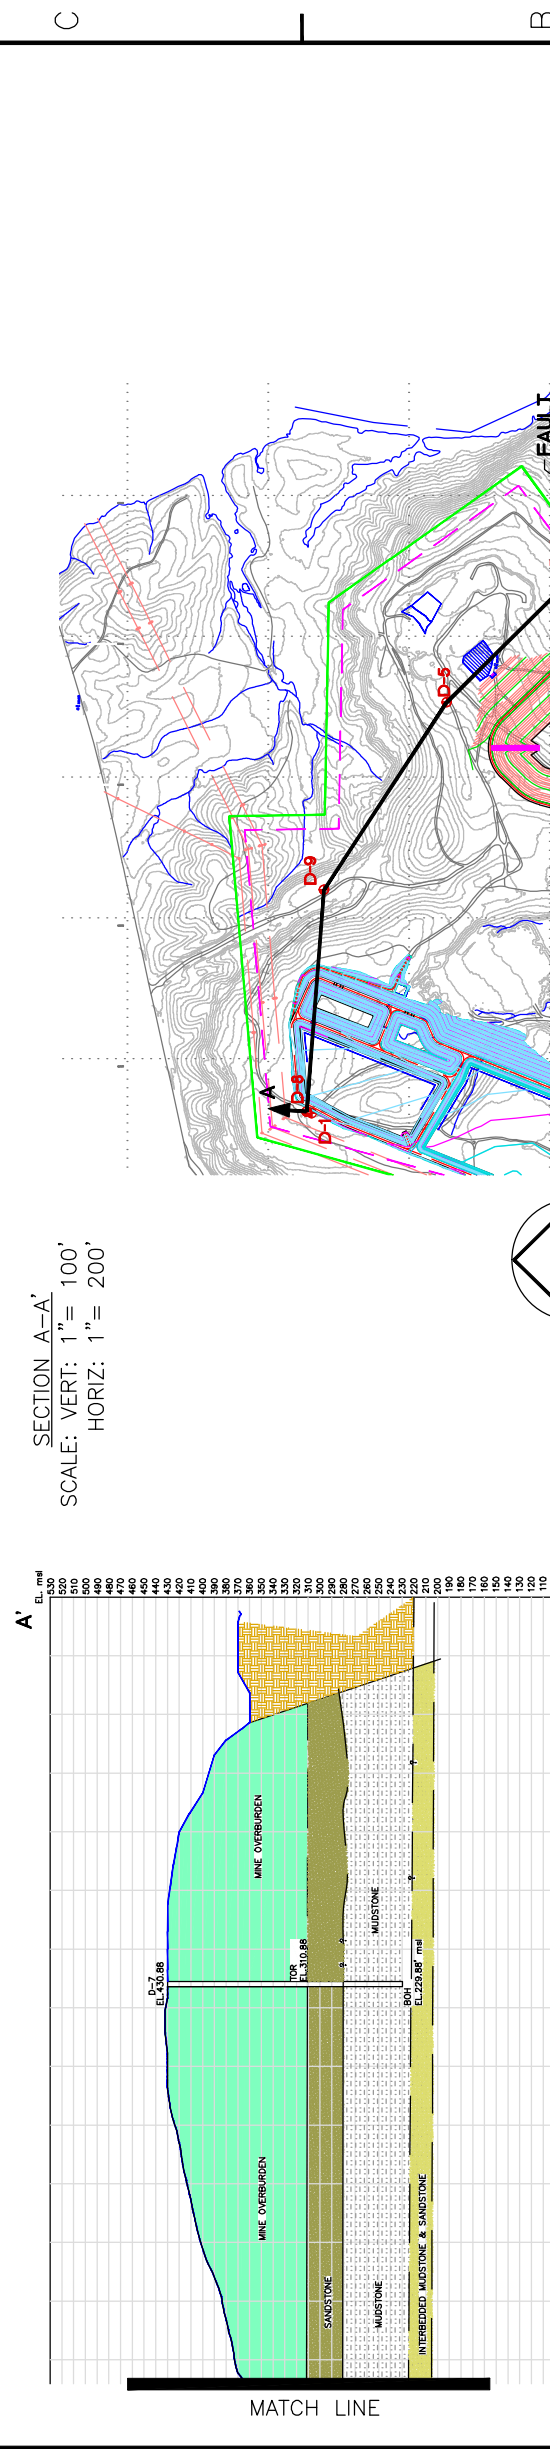 C
B
FAULT
D-5
D-9
A
D-8
D-1
SECTION A-A'
SCALE: VERT: 1"= 100'
HORIZ: 1"= 200'
A'
EL. msl
530
520
510
500
490
480
470
460
450
440
430
420
410
400
390
380
370
360
350
340
330
320
310
300
290
280
270
260
250
240
230
220
210
200
190
180
170
160
150
140
130
120
110
D-7
EL.430.88
MINE OVERBURDEN
TOR
EL.310.88
?
?
MUDSTONE
?
?
BOH
EL.229.88' msl
MINE OVERBURDEN
SANDSTONE
MUDSTONE
INTERBEDDED MUDSTONE & SANDSTONE
MATCH LINE